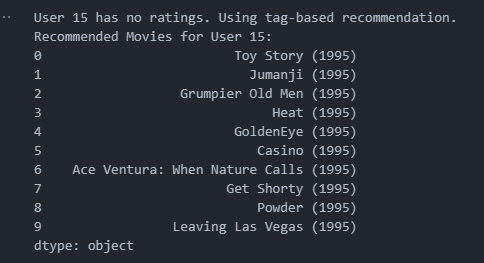 User 15 has no ratings. Using tag-based recommendation.
Recommended Movies for User 15:
0 Toy Story (1995)
1 Jumanji (1995)
2 Grumpier Old Men (1995)
3 Heat (1995)
4 GoldenEye (1995)
5 Casino (1995)
6 Ace Ventura: When Nature Calls (1995)
7 Get Shorty (1995)
8 Powder (1995)
9 Leaving Las Vegas (1995)
dtype: object